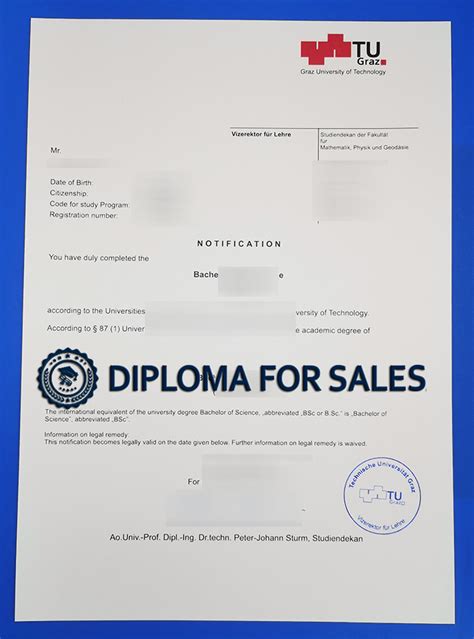 TU
Graz
Graz University of Technology
Vizerektor für Lehre
Studiendekan der Fakultät
für
Mathematik, Physik und Geodäsie
Mr.
Date of Birth:
Citizenship:
Code for study Program:
Registration number:
NOTIFICATION
You have duly completed the
Bache e
according to the Universities versity of Technology.
According to § 87 (1) Univer e academic degree of
DIPLOMA FOR SALES
The international equivalent of the university degree Bachelor of Science, „abbreviated „BSc or B.Sc.” is „Bachelor of
Science”, abbreviated „BSc”.
Information on legal remedy:
This notification becomes legally valid on the date given below. Further information on legal remedy is waived.
For
Technische Universität Graz
TU
Graz
Vizerektor für Lehre
Ao.Univ.-Prof. Dipl.-Ing. Dr.techn. Peter-Johann Sturm, Studiendekan